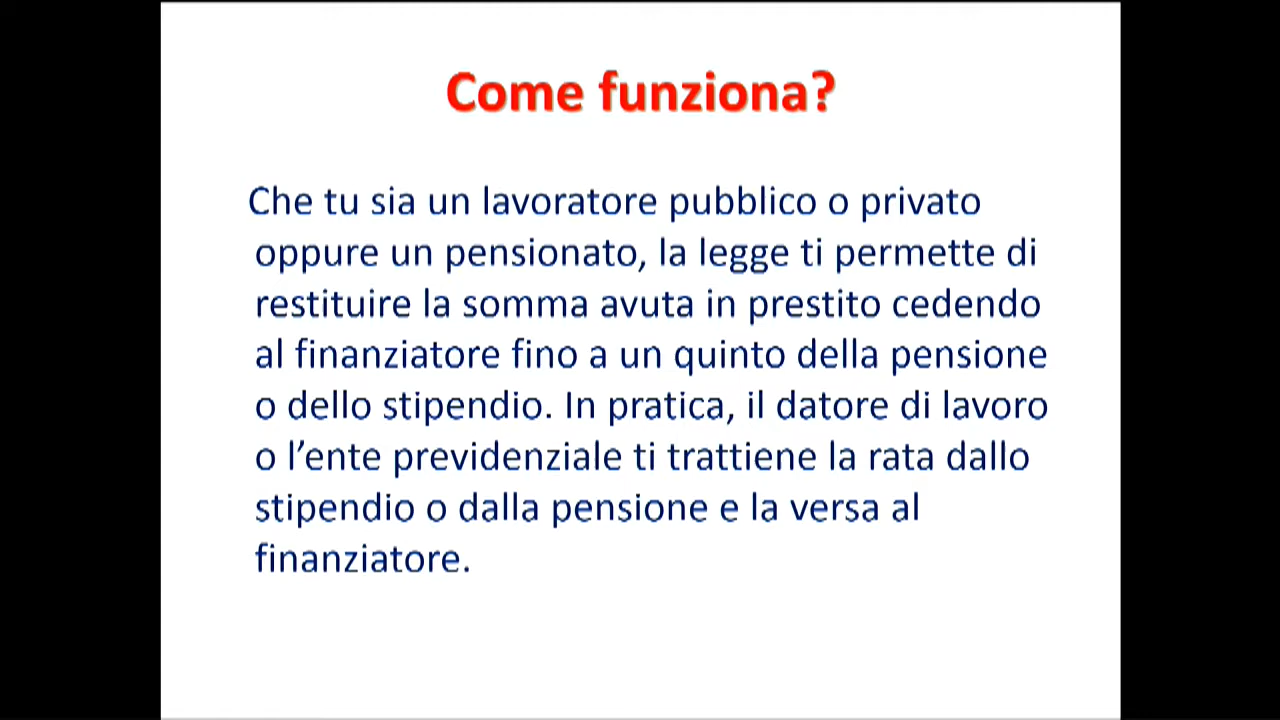 Come funziona?
Che tu sia un lavoratore pubblico o privato
oppure un pensionato, la legge ti permette di
restituire la somma avuta in prestito cedendo
al finanziatore fino a un quinto della pensione
o dello stipendio. In pratica, il datore di lavoro
o l’ente previdenziale ti trattiene la rata dallo
stipendio o dalla pensione e la versa al
finanziatore.